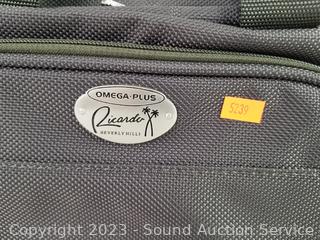 OMEGA-PLUS
Ricardo
BEVERLY HILLS
5239
Copyright 2023 - Sound Auction Service